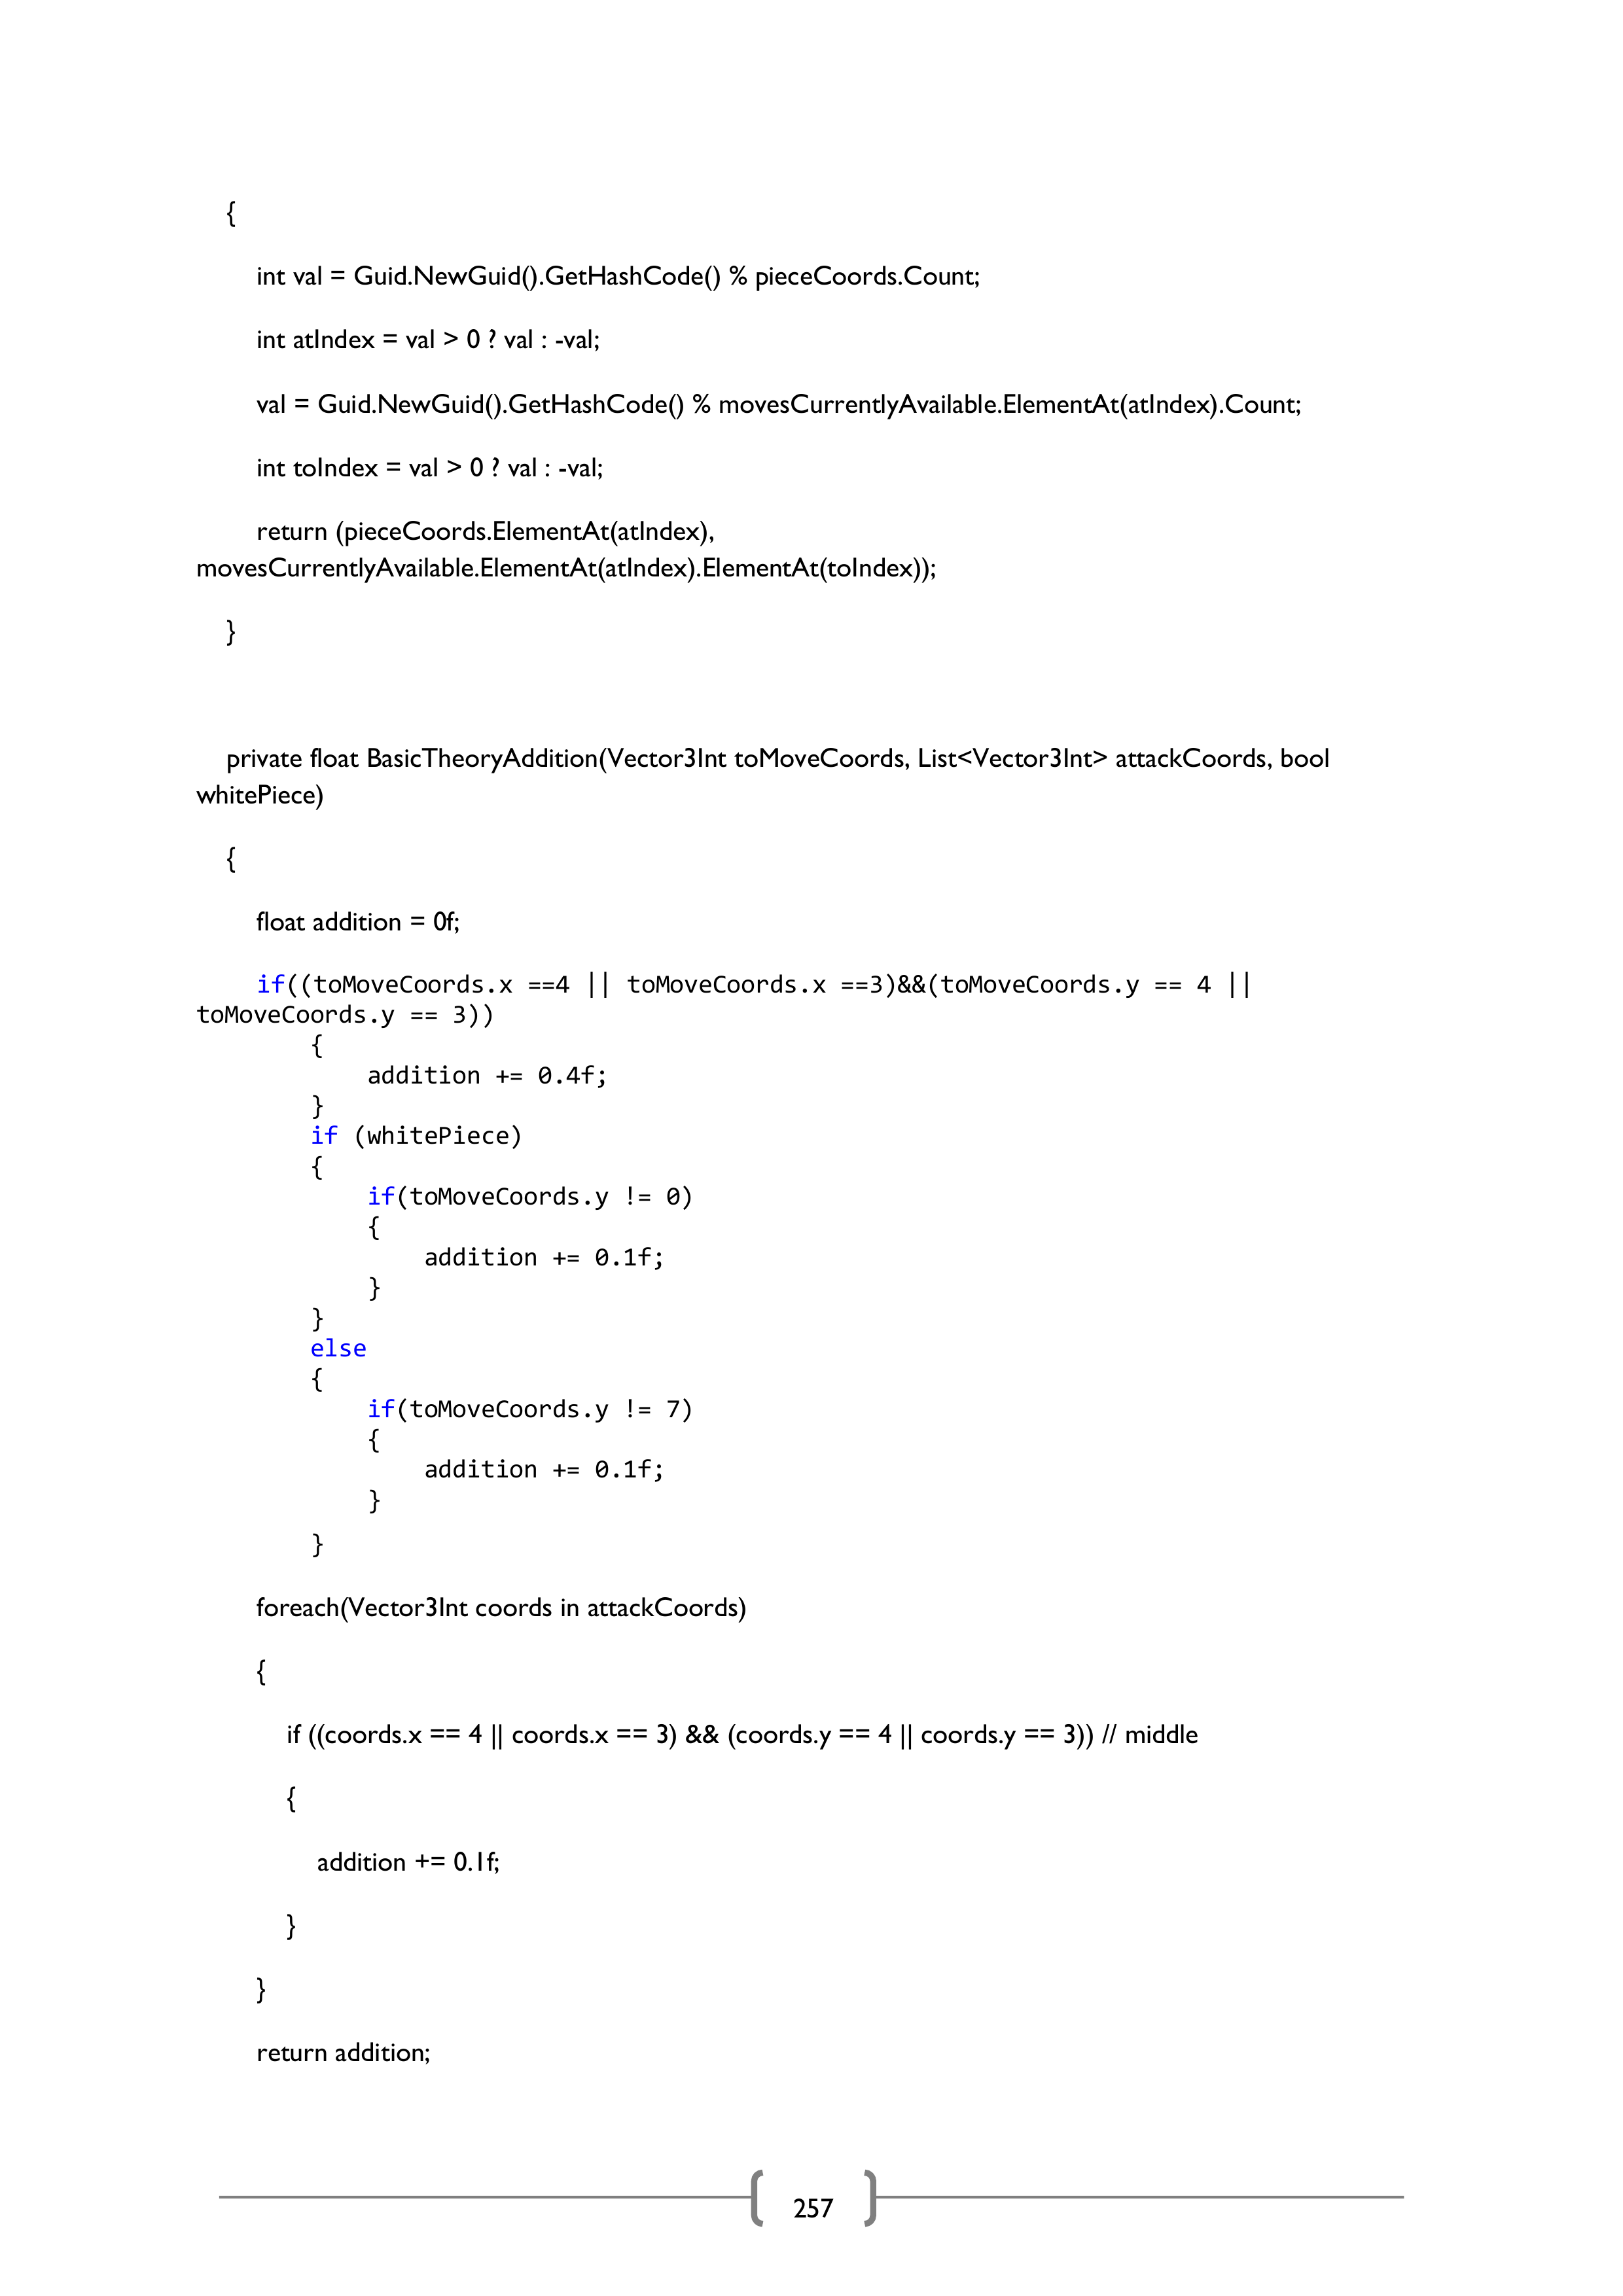 {
int val = Guid.NewGuid().GetHashCode() % pieceCoords.Count;
int atIndex = val > 0 ? val : -val;
val = Guid.NewGuid().GetHashCode() % movesCurrentlyAvailable.ElementAt(atIndex).Count;
int toIndex = val > 0 ? val : -val;
return (pieceCoords.ElementAt(atIndex),
movesCurrentlyAvailable.ElementAt(atIndex).ElementAt(toIndex));
}
private float BasicTheoryAddition(Vector3Int toMoveCoords, List<Vector3Int> attackCoords, bool
whitePiece)
{
float addition = 0f;
if((toMoveCoords.x ==4 || toMoveCoords.x ==3)&&(toMoveCoords.y == 4 ||
toMoveCoords.y == 3))
{
addition += 0.4f;
}
if (whitePiece)
{
if(toMoveCoords.y != 0)
{
addition += 0.1f;
}
}
else
{
if(toMoveCoords.y != 7)
{
addition += 0.1f;
}
}
foreach(Vector3Int coords in attackCoords)
{
if ((coords.x == 4 || coords.x == 3) && (coords.y == 4 || coords.y == 3)) // middle
{
addition += 0.1f;
}
}
return addition;
257